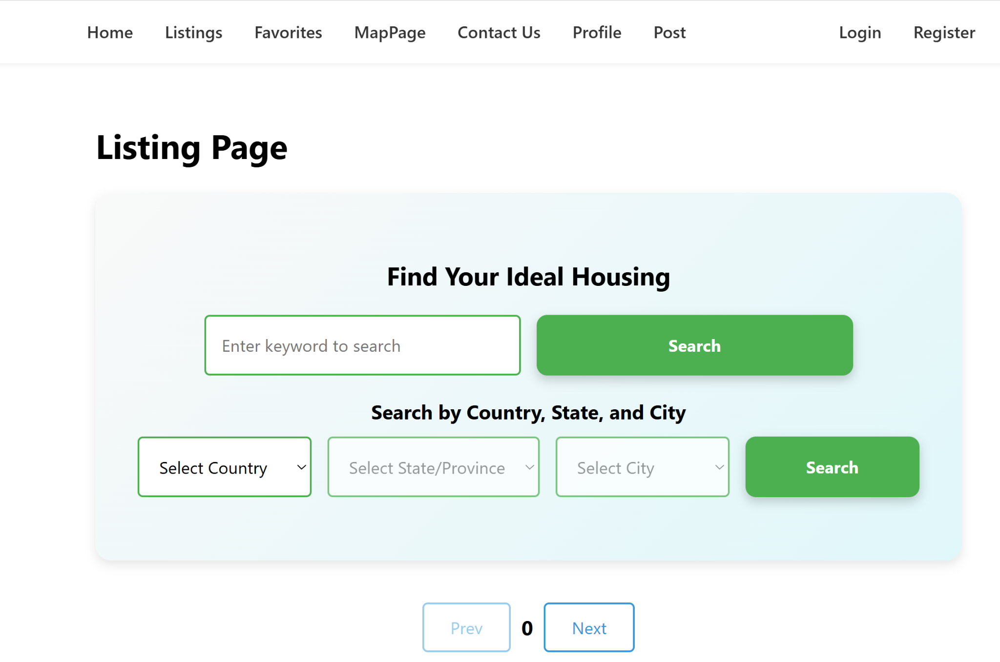 Home Listings Favorites MapPage Contact Us Profile Post Login Register
Listing Page
Find Your Ideal Housing
Enter keyword to search Search
Search by Country, State, and City
Select Country Select State/Province Select City Search
Prev 0 Next